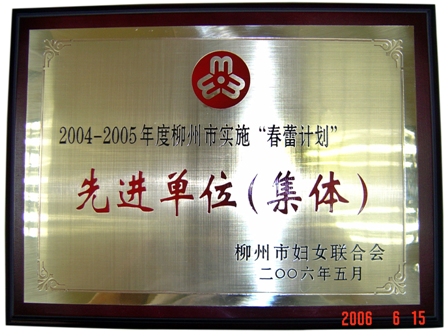 2004-2005年度柳州市实施“春蕾计划”
先进单位(集体)
柳州市妇女联合会
二〇〇六年五月
2006 6 15